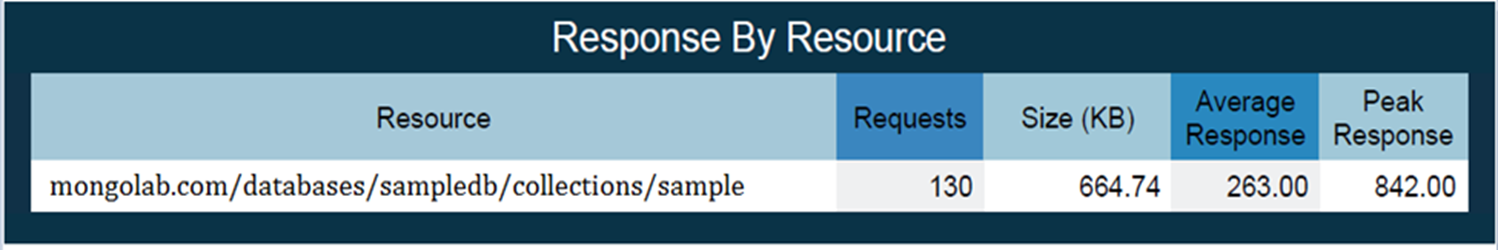 Response By Resource
Resource Requests Size (KB) Average Response Peak Response
mongolab.com/databases/sampledb/collections/sample 130 664.74 263.00 842.00